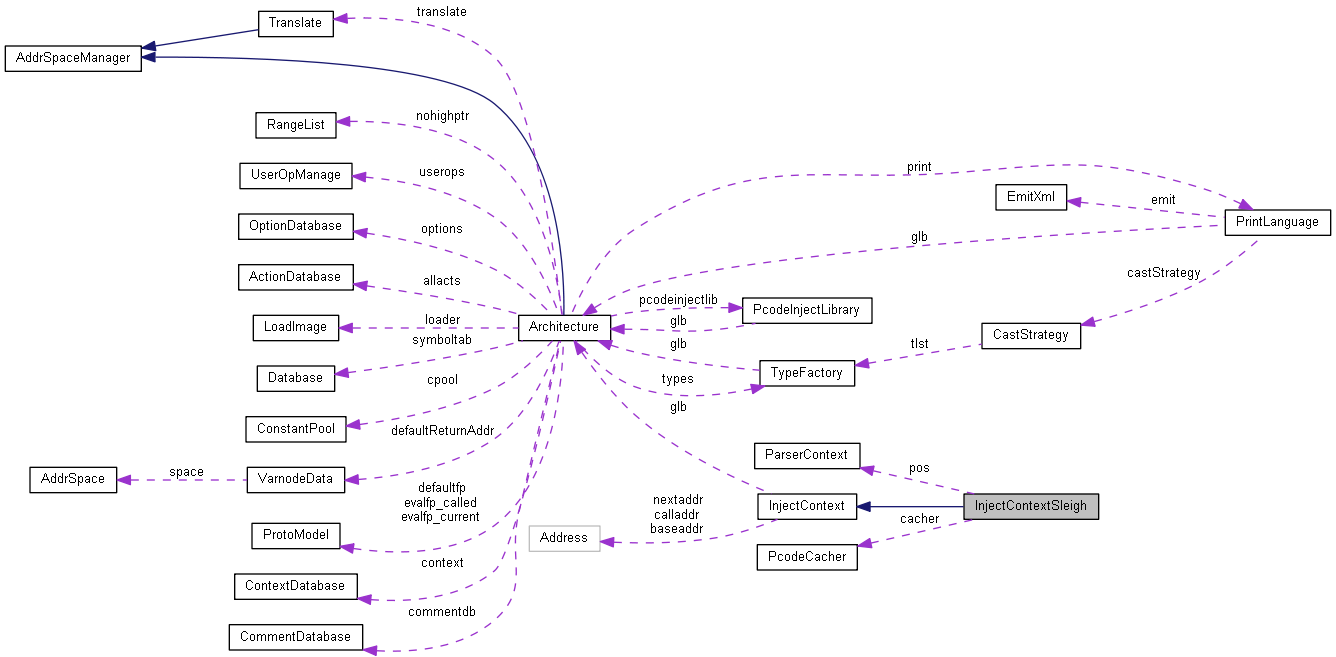 translate
Translate
AddrSpaceManager
nohighptr
RangeList
userops
UserOpManage
print
emit
EmitXml
PrintLanguage
options
OptionDatabase
glb
castStrategy
allacts
ActionDatabase
pcodeinjectlib
PcodeInjectLibrary
loader
LoadImage
Architecture
glb
CastStrategy
symboltab
glb
tlst
Database
cpool
types
TypeFactory
glb
ConstantPool
defaultReturnAddr
ParserContext
pos
space
AddrSpace
VarnodeData
defaultfp
evalfp_called
evalfp_current
nextaddr
calladdr
baseaddr
InjectContext
InjectContextSleigh
cacher
ProtoModel
Address
PcodeCacher
context
ContextDatabase
commentdb
CommentDatabase